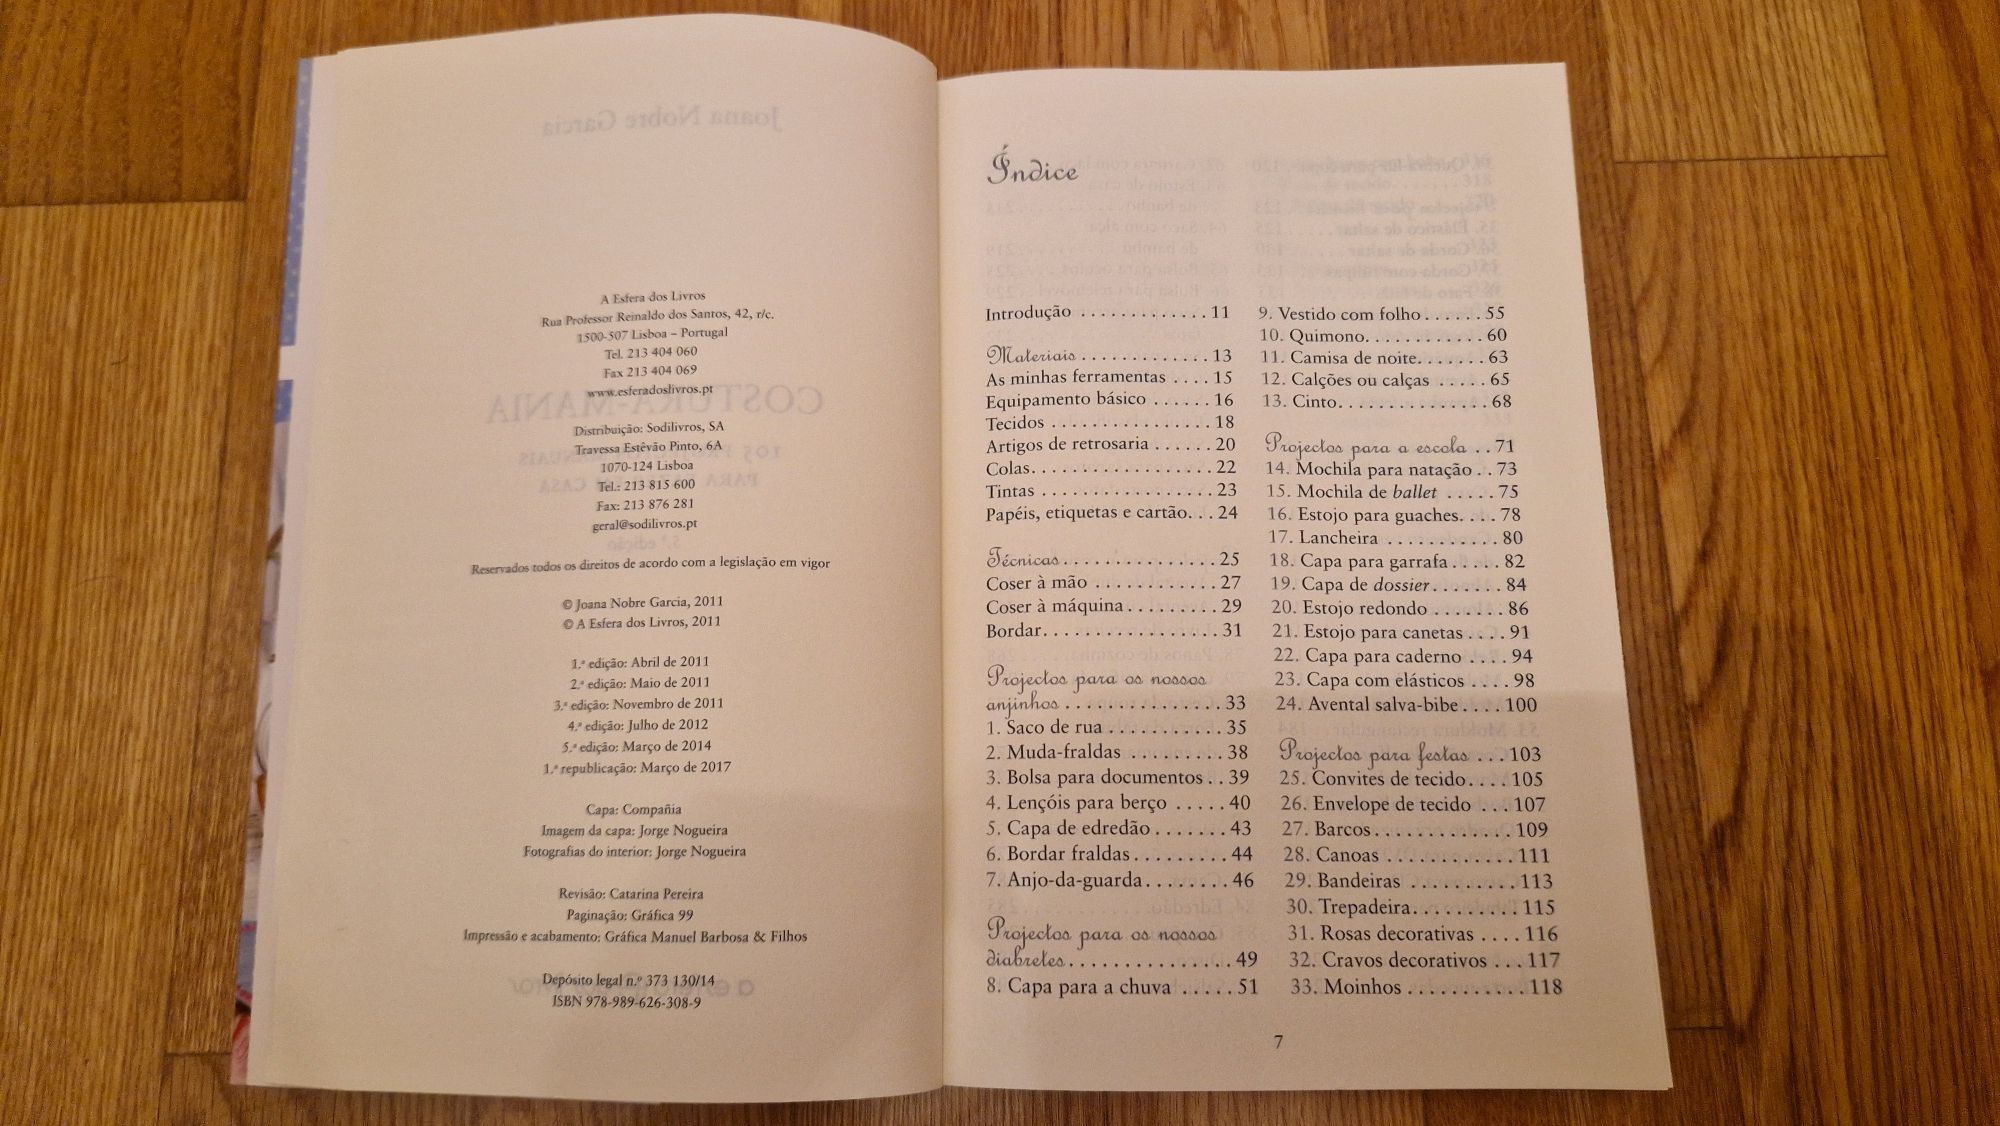 A Esfera dos Livros
Rua Professor Reinaldo dos Santos, 42, r/c.
1500-507 Lisboa – Portugal
Tel. 213 404 060
Fax 213 404 069
www.esferadoslivros.pt
Distribuição: Sodilivros, SA
Travessa Estêvão Pinto, 6A
1070-124 Lisboa
Tel.: 213 815 600
Fax: 213 876 281
geral@sodilivros.pt
Reservados todos os direitos de acordo com a legislação em vigor
© Joana Nobre Garcia, 2011
© A Esfera dos Livros, 2011
1.ª edição: Abril de 2011
2.ª edição: Maio de 2011
3.ª edição: Novembro de 2011
4.ª edição: Julho de 2012
5.ª edição: Março de 2014
1.ª republicação: Março de 2017
Capa: Compañia
Imagem da capa: Jorge Nogueira
Fotografias do interior: Jorge Nogueira
Revisão: Catarina Pereira
Paginação: Gráfica 99
Impressão e acabamento: Gráfica Manuel Barbosa & Filhos
Depósito legal n.º 373 130/14
ISBN 978-989-626-308-9
Índice
Introdução . . . . . . . . . . . . . 11
Materiais . . . . . . . . . . . . . 13
As minhas ferramentas . . . . 15
Equipamento básico . . . . . . 16
Tecidos . . . . . . . . . . . . . . . . 18
Artigos de retrosaria . . . . . . 20
Colas. . . . . . . . . . . . . . . . . . 22
Tintas . . . . . . . . . . . . . . . . . 23
Papéis, etiquetas e cartão. . . 24
Técnicas. . . . . . . . . . . . . . . 25
Coser à mão . . . . . . . . . . . . 27
Coser à máquina . . . . . . . . . 29
Bordar. . . . . . . . . . . . . . . . . 31
Projectos para os nossos
anjinhos . . . . . . . . . . . . . . . 33
1. Saco de rua . . . . . . . . . . . 35
2. Muda-fraldas . . . . . . . . . 38
3. Bolsa para documentos . . 39
4. Lençóis para berço . . . . . 40
5. Capa de edredão . . . . . . . 43
6. Bordar fraldas . . . . . . . . . 44
7. Anjo-da-guarda . . . . . . . . 46
Projectos para os nossos
diabretes. . . . . . . . . . . . . . . . 49
8. Capa para a chuva . . . . . 51
9. Vestido com folho . . . . . . 55
10. Quimono. . . . . . . . . . . . 60
11. Camisa de noite. . . . . . . 63
12. Calções ou calças . . . . . 65
13. Cinto. . . . . . . . . . . . . . . 68
Projectos para a escola . . 71
14. Mochila para natação . . 73
15. Mochila de ballet . . . . . 75
16. Estojo para guaches. . . . 78
17. Lancheira . . . . . . . . . . . 80
18. Capa para garrafa . . . . . 82
19. Capa de dossier . . . . . . . 84
20. Estojo redondo . . . . . . . 86
21. Estojo para canetas . . . . 91
22. Capa para caderno . . . . 94
23. Capa com elásticos . . . . 98
24. Avental salva-bibe . . . . 100
Projectos para festas . . . 103
25. Convites de tecido . . . . 105
26. Envelope de tecido . . . 107
27. Barcos . . . . . . . . . . . . . 109
28. Canoas . . . . . . . . . . . . 111
29. Bandeiras . . . . . . . . . . 113
30. Trepadeira. . . . . . . . . . 115
31. Rosas decorativas . . . . 116
32. Cravos decorativos . . . 117
33. Moinhos . . . . . . . . . . . 118
7